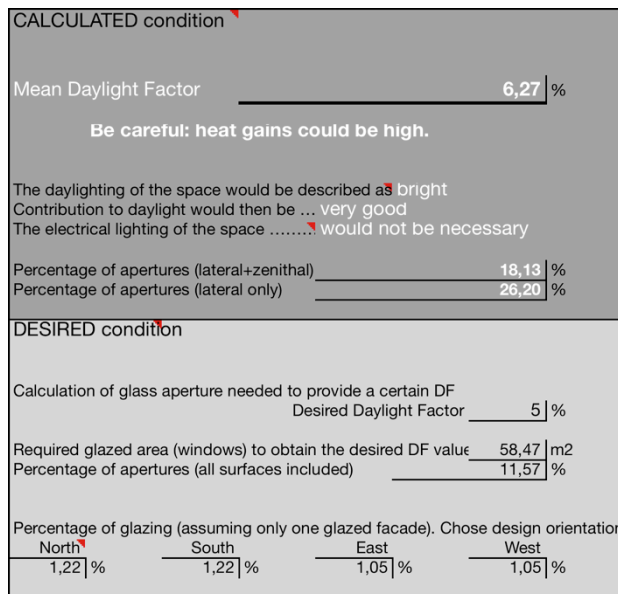 CALCULATED condition
Mean Daylight Factor 6,27 %
Be careful: heat gains could be high.
The daylighting of the space would be described as bright
Contribution to daylight would then be ... very good
The electrical lighting of the space ........ would not be necessary
Percentage of apertures (lateral+zenithal) 18,13 %
Percentage of apertures (lateral only) 26,20 %
DESIRED condition
Calculation of glass aperture needed to provide a certain DF
Desired Daylight Factor 5 %
Required glazed area (windows) to obtain the desired DF value 58,47 m2
Percentage of apertures (all surfaces included) 11,57 %
Percentage of glazing (assuming only one glazed facade). Chose design orientation
North South East West
1,22 % 1,22 % 1,05 % 1,05 %